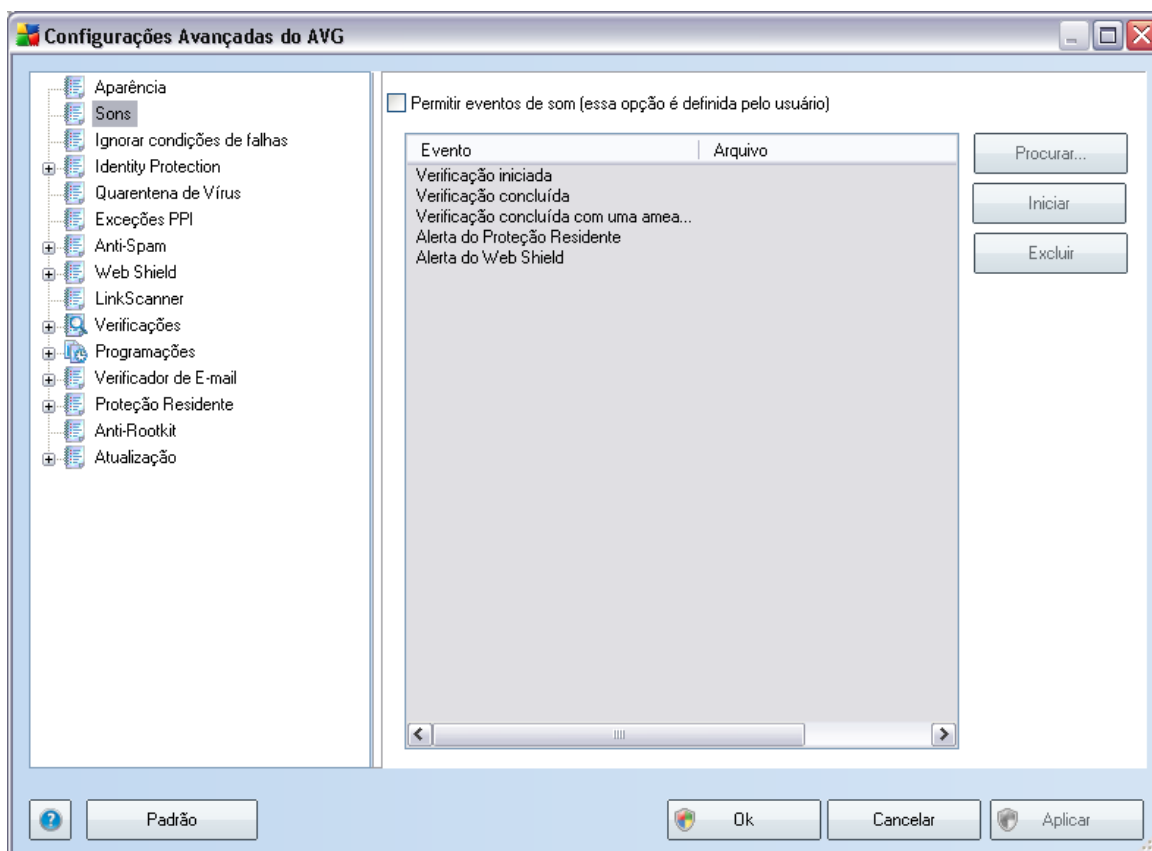 Configurações Avançadas do AVG
Aparência
Sons
Ignorar condições de falhas
Identity Protection
Quarentena de Vírus
Exceções PPI
Anti-Spam
Web Shield
LinkScanner
Verificações
Programações
Verificador de E-mail
Proteção Residente
Anti-Rootkit
Atualização
Permitir eventos de som (essa opção é definida pelo usuário)
Evento Arquivo
Verificação iniciada
Verificação concluída
Verificação concluída com uma amea...
Alerta do Proteção Residente
Alerta do Web Shield
Procurar...
Iniciar
Excluir
Padrão
Ok
Cancelar
Aplicar